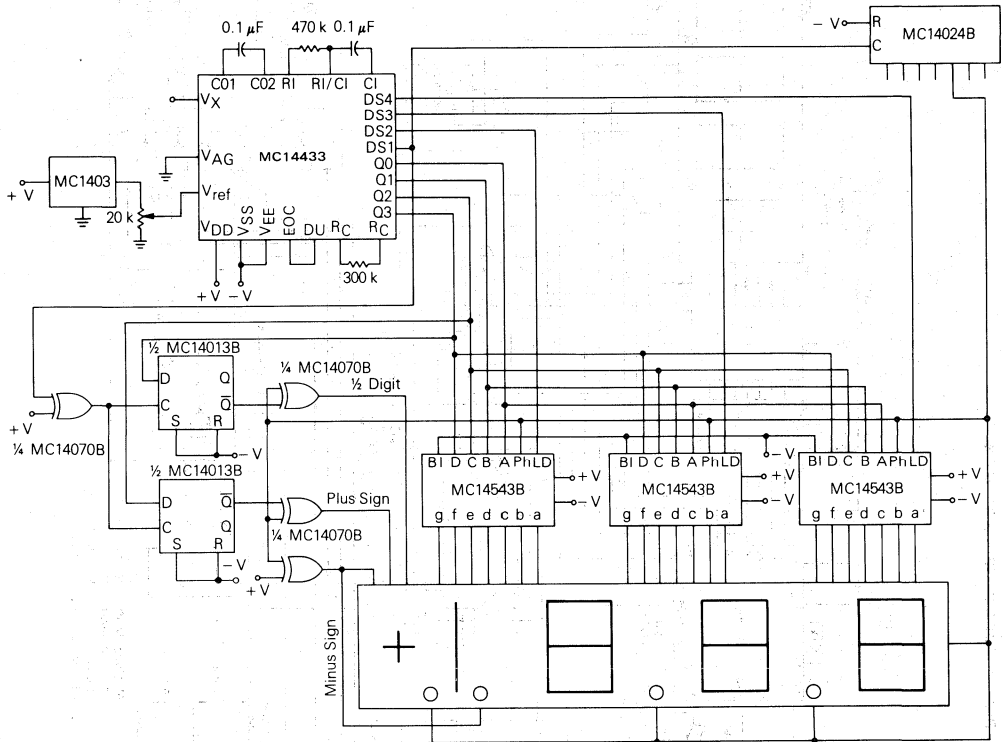 0.1 µF 470 k 0.1 µF
– V R
C
MC14024B
CO1 CO2 RI RI/CI CI
VX
DS4
DS3
DS2
DS1
VAG
MC14433
Q0
Q1
Q2
Q3
MC1403
+ V
Vref
20 k
VDD VSS VEE EOC DU RC RC
300 k
+ V – V
½ MC14013B
D Q
C Q̅
S R
– V
+ V
¼ MC14070B
¼ MC14070B
½ Digit
½ MC14013B
D Q̅
C Q
S R
– V
Plus Sign
¼ MC14070B
+ V
BI D C B A Ph LD
MC14543B
g f e d c b a
+ V
– V
BI D C B A Ph LD
MC14543B
g f e d c b a
– V
+ V
– V
BI D C B A Ph LD
MC14543B
g f e d c b a
+ V
– V
Minus Sign